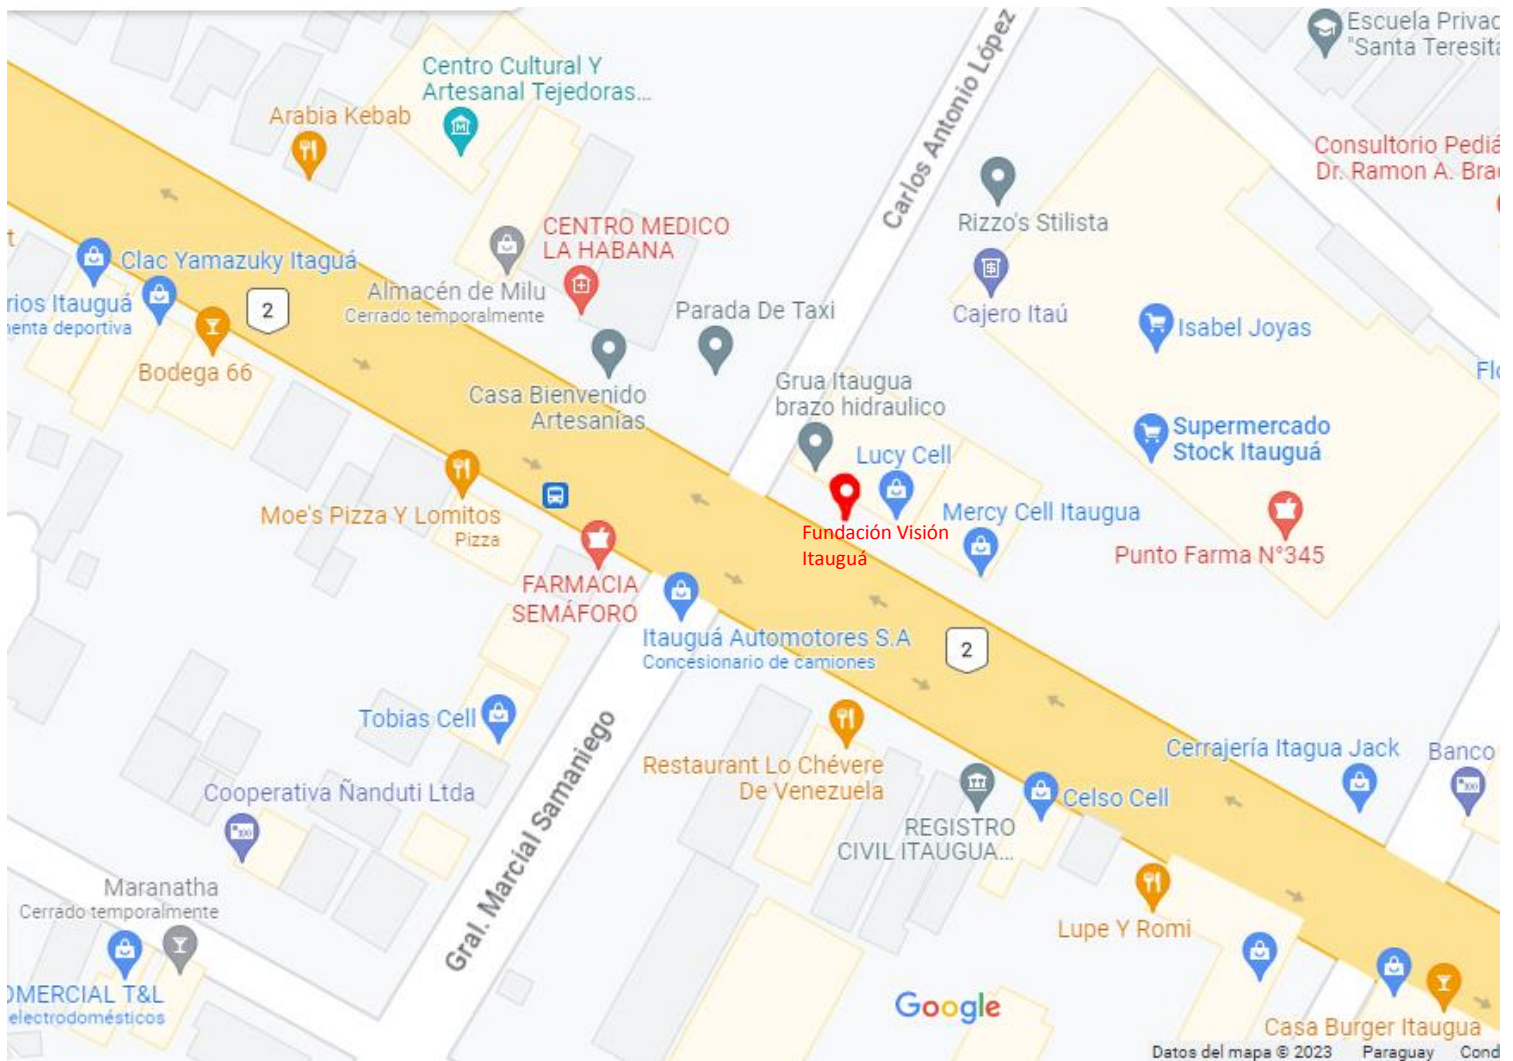 Escuela Privad
"Santa Teresita
Centro Cultural Y
Artesanal Tejedoras...
Arabia Kebab
Carlos Antonio López
Consultorio Pediá
Dr. Ramon A. Bra
Rizzo's Stilista
CENTRO MEDICO
LA HABANA
t
Clac Yamazuky Itaguá
Almacén de Milu
Cerrado temporalmente
rios Itauguá
enta deportiva
2
Parada De Taxi
Cajero Itaú
Isabel Joyas
Bodega 66
Casa Bienvenido
Artesanías
Grua Itaugua
brazo hidraulico
Flo
Supermercado
Stock Itauguá
Lucy Cell
Moe's Pizza Y Lomitos
Pizza
Mercy Cell Itaugua
Fundación Visión
Itauguá
Punto Farma N°345
FARMACIA
SEMÁFORO
Itauguá Automotores S.A
Concesionario de camiones
2
Tobias Cell
Gral. Marcial Samaniego
Restaurant Lo Chévere
De Venezuela
Cerrajería Itagua Jack
Banco
100
Cooperativa Ñanduti Ltda
100
Celso Cell
REGISTRO
CIVIL ITAUGUA...
Maranatha
Cerrado temporalmente
Lupe Y Romi
OMERCIAL T&L
electrodomésticos
Google
Casa Burger Itaugua
Datos del mapa © 2023 Paraguay Cond